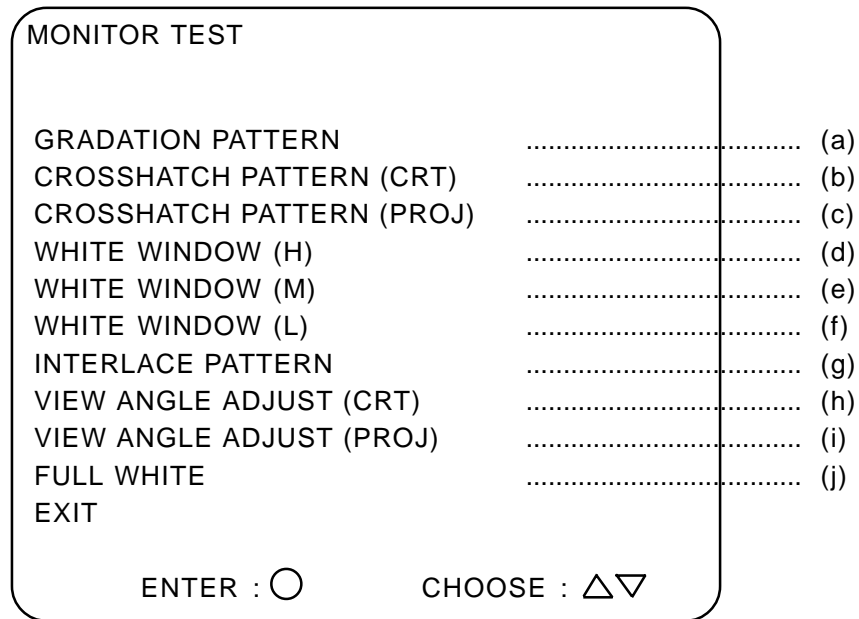 MONITOR TEST
GRADATION PATTERN .................................... (a)
CROSSHATCH PATTERN (CRT) .................................... (b)
CROSSHATCH PATTERN (PROJ) .................................... (c)
WHITE WINDOW (H) .................................... (d)
WHITE WINDOW (M) .................................... (e)
WHITE WINDOW (L) .................................... (f)
INTERLACE PATTERN .................................... (g)
VIEW ANGLE ADJUST (CRT) .................................... (h)
VIEW ANGLE ADJUST (PROJ) .................................... (i)
FULL WHITE .................................... (j)
EXIT
ENTER : ○ CHOOSE : △▽